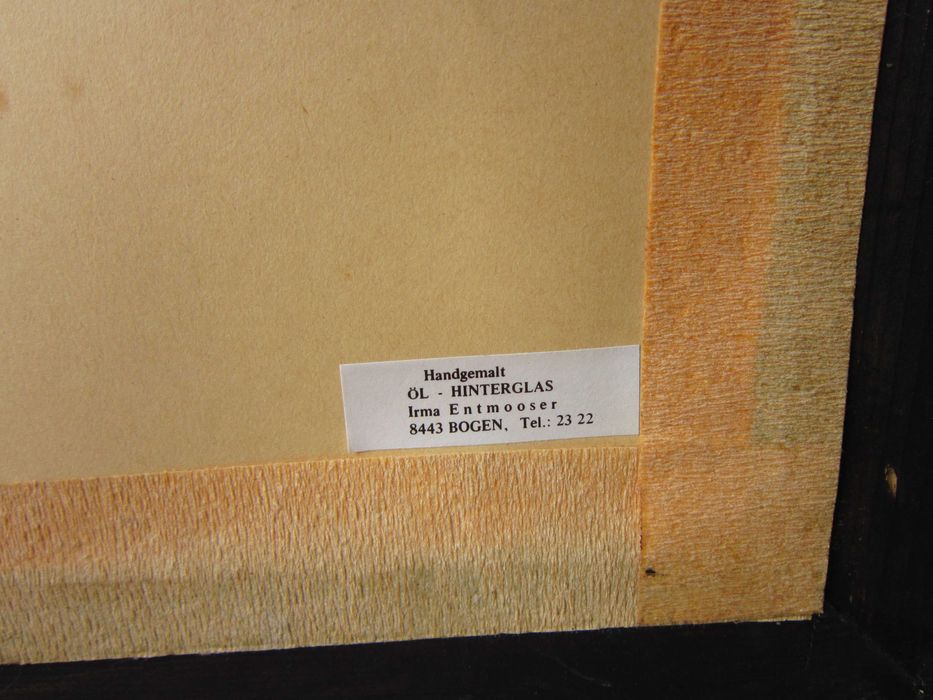 Handgemalt
ÖL - HINTERGLAS
Irma Entmooser
8443 BOGEN, Tel.: 23 22